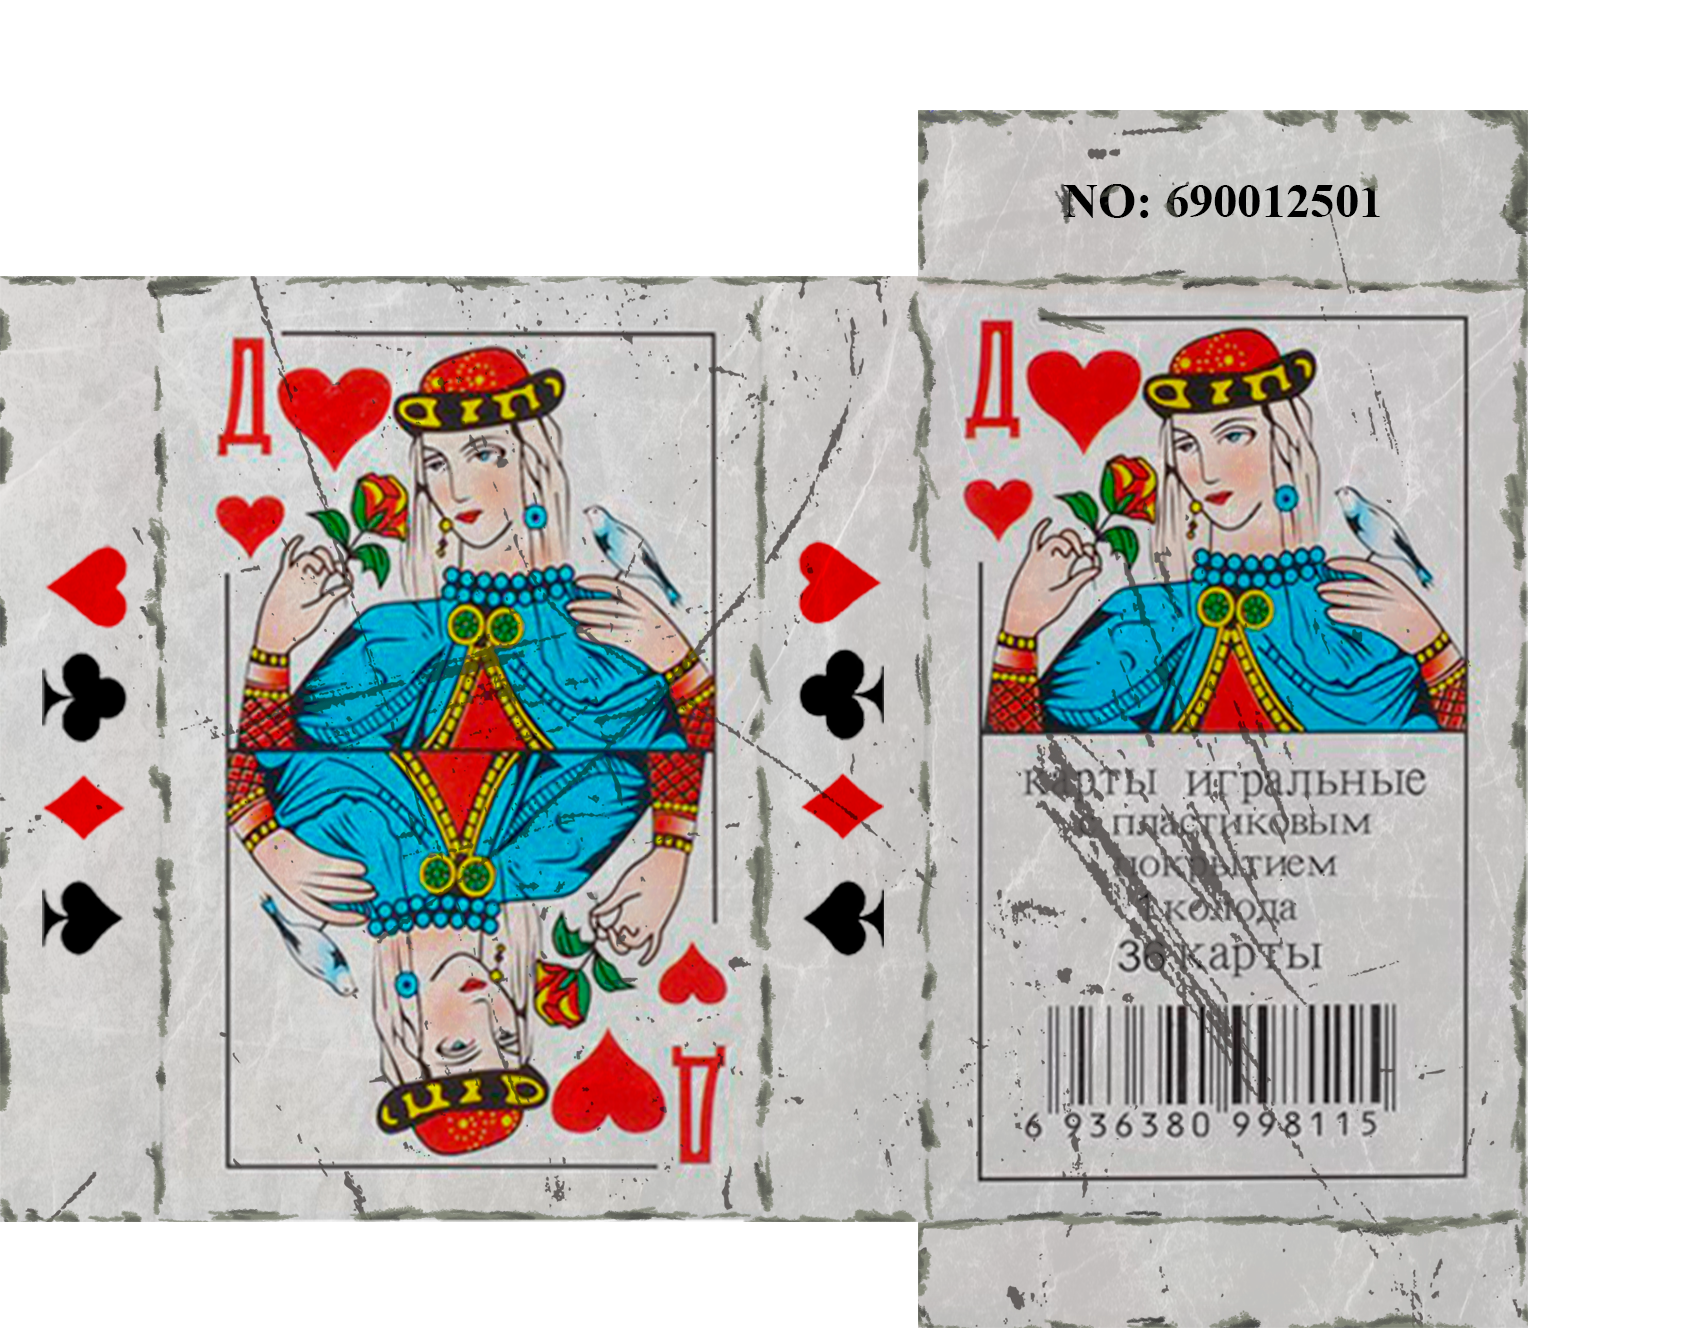 NO: 690012501
Д
Д
Д
карты игральные
с пластиковым
покрытием
1 колода
36 карты
6 936380 998115